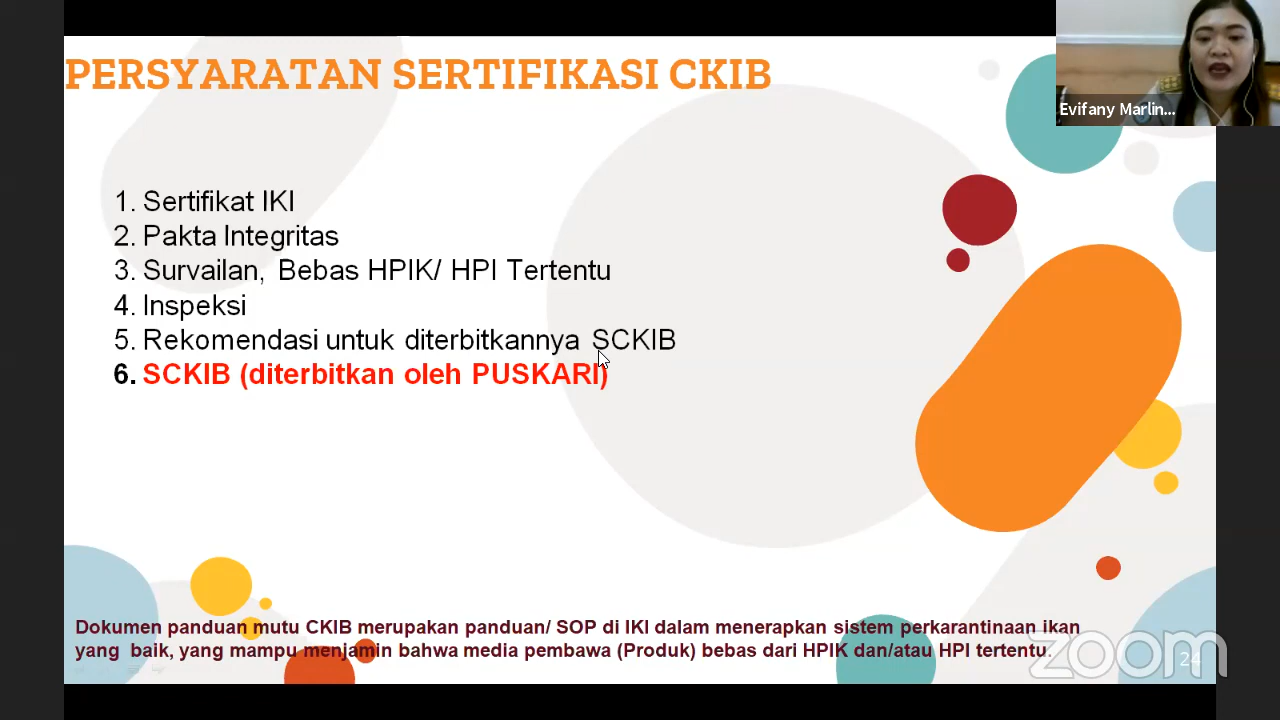 PERSYARATAN SERTIFIKASI CKIB
Evifany Marlin...
1. Sertifikat IKI
2. Pakta Integritas
3. Survailan, Bebas HPIK/ HPI Tertentu
4. Inspeksi
5. Rekomendasi untuk diterbitkannya SCKIB
6. SCKIB (diterbitkan oleh PUSKARI)
Dokumen panduan mutu CKIB merupakan panduan/ SOP di IKI dalam menerapkan sistem perkarantinaan ikan
yang baik, yang mampu menjamin bahwa media pembawa (Produk) bebas dari HPIK dan/atau HPI tertentu.
zoom
24